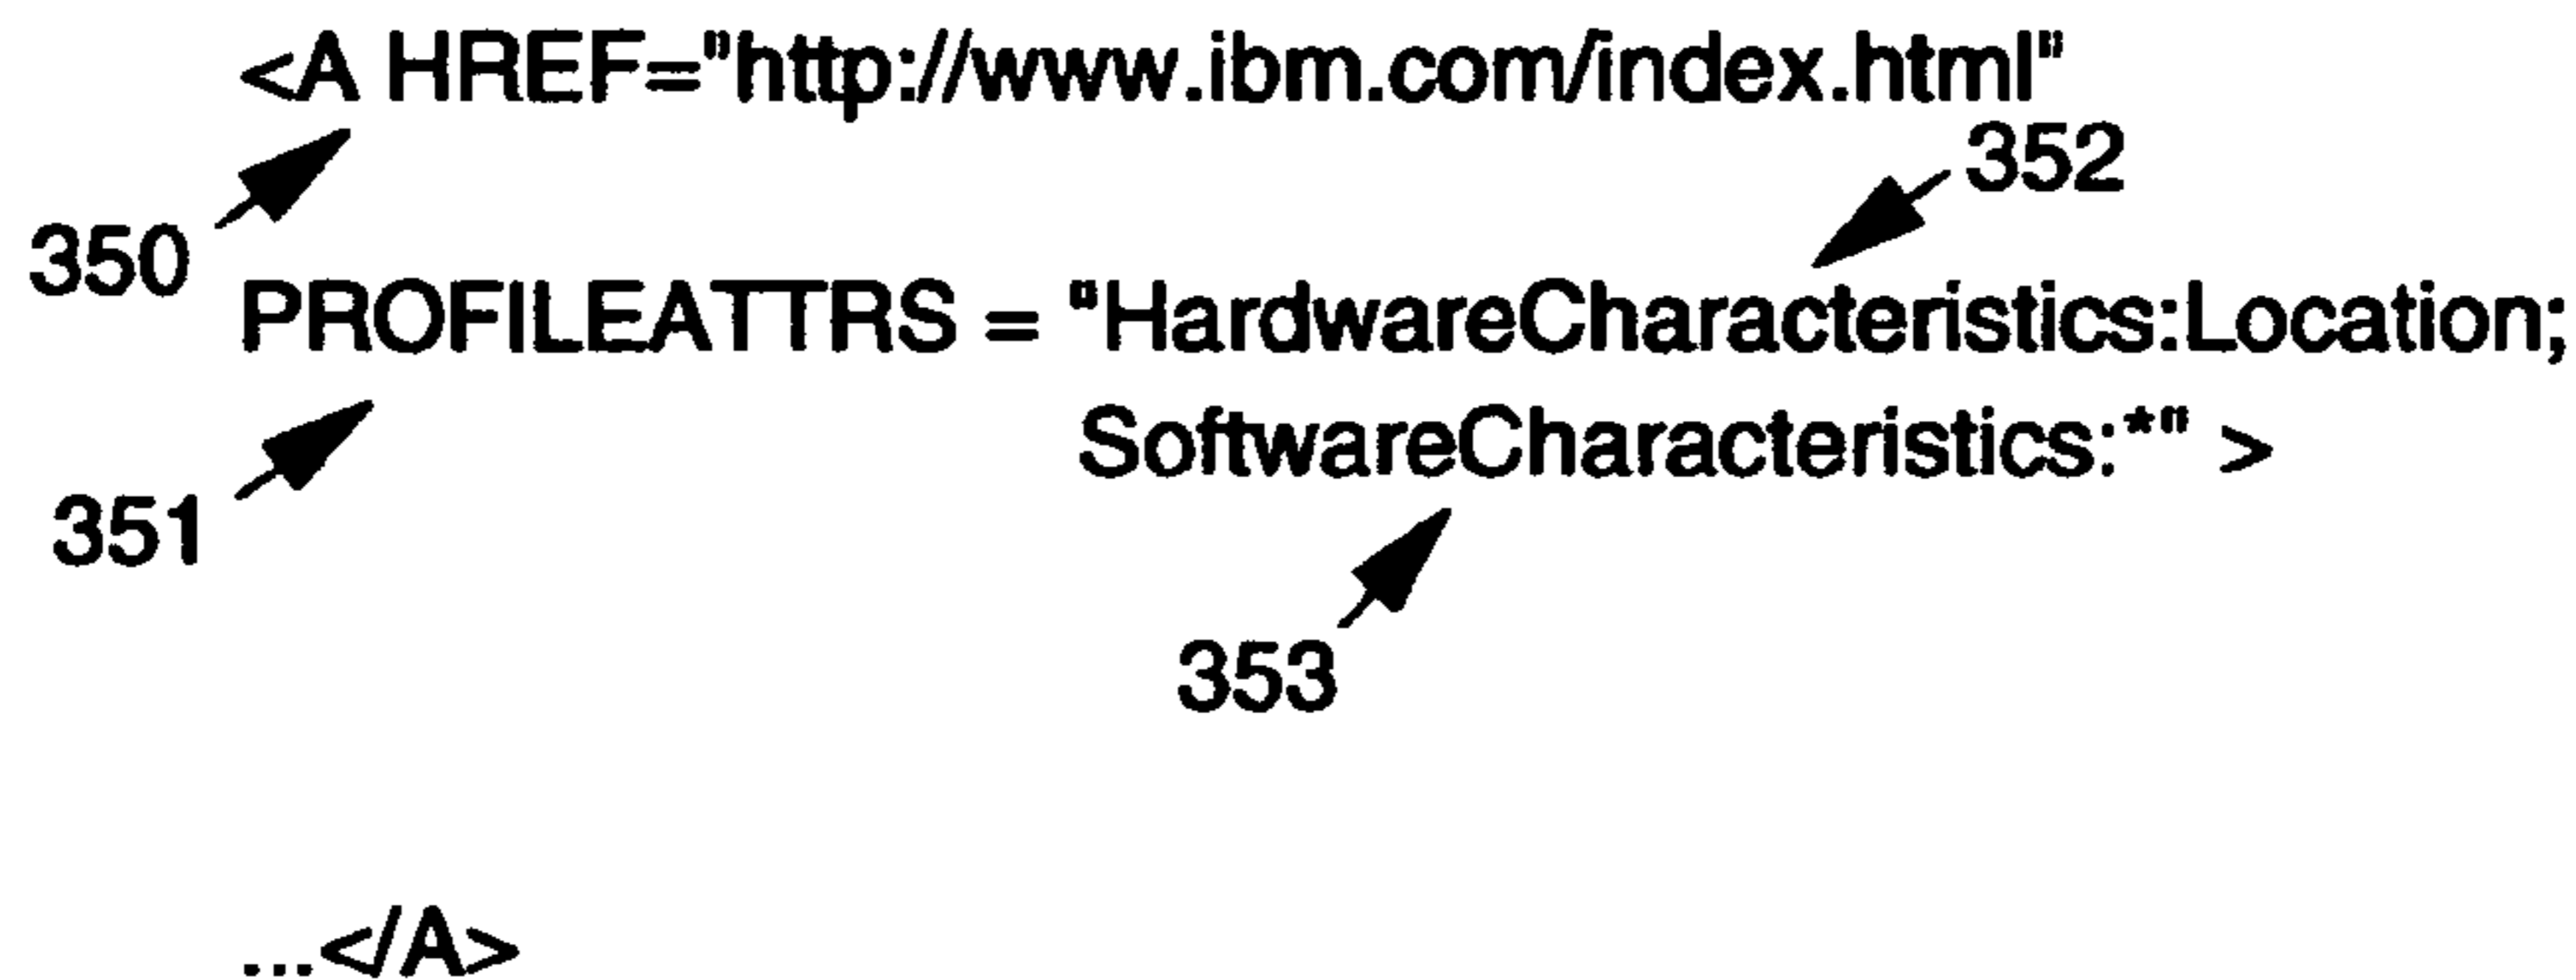 <A HREF="http://www.ibm.com/index.html"
352
350
PROFILEATTRS = "HardwareCharacteristics:Location;
SoftwareCharacteristics:*" >
351
353
...</A>